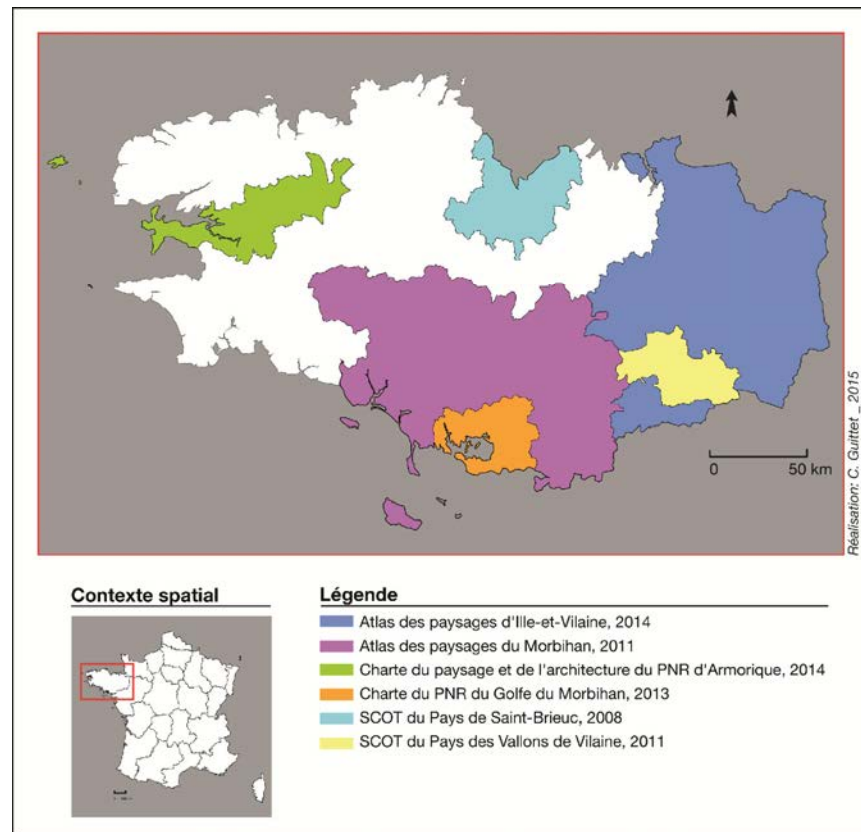 0 50 km
Réalisation: C. Guittet _ 2015
Contexte spatial
Légende
Atlas des paysages d'Ille-et-Vilaine, 2014
Atlas des paysages du Morbihan, 2011
Charte du paysage et de l'architecture du PNR d'Armorique, 2014
Charte du PNR du Golfe du Morbihan, 2013
SCOT du Pays de Saint-Brieuc, 2008
SCOT du Pays des Vallons de Vilaine, 2011